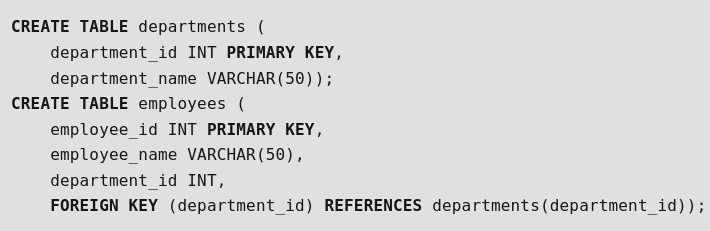 CREATE TABLE departments (
    department_id INT PRIMARY KEY,
    department_name VARCHAR(50));
CREATE TABLE employees (
    employee_id INT PRIMARY KEY,
    employee_name VARCHAR(50),
    department_id INT,
    FOREIGN KEY (department_id) REFERENCES departments(department_id));